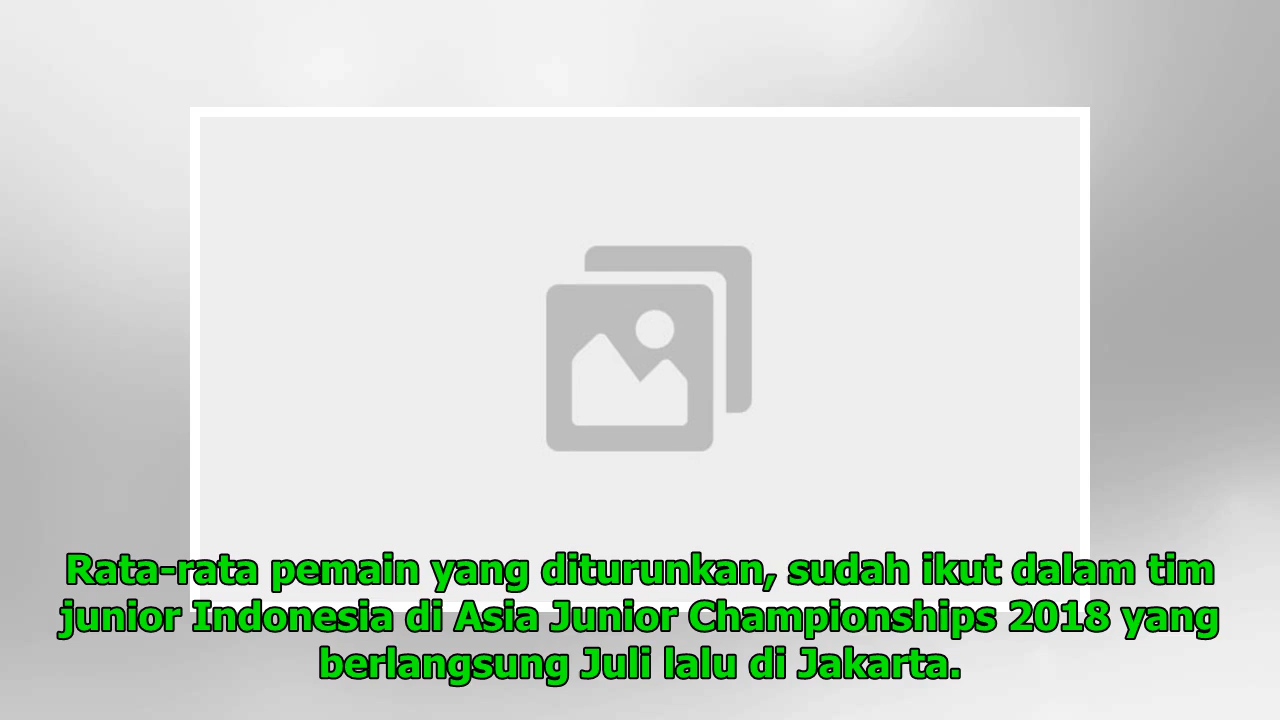 Rata-rata pemain yang diturunkan, sudah ikut dalam tim
junior Indonesia di Asia Junior Championships 2018 yang
berlangsung Juli lalu di Jakarta.